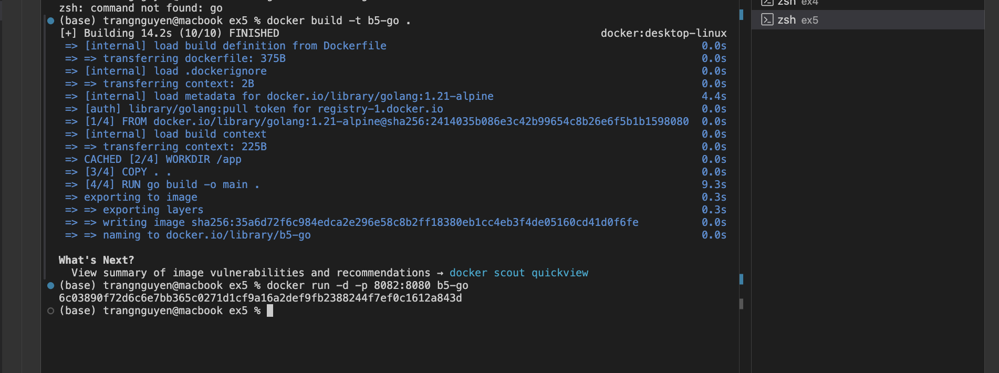 zsh: command not found: go
(base) trangnguyen@macbook ex5 % docker build -t b5-go .
[+] Building 14.2s (10/10) FINISHED docker:desktop-linux
=> [internal] load build definition from Dockerfile 0.0s
=> => transferring dockerfile: 375B 0.0s
=> [internal] load .dockerignore 0.0s
=> => transferring context: 2B 0.0s
=> [internal] load metadata for docker.io/library/golang:1.21-alpine 4.4s
=> [auth] library/golang:pull token for registry-1.docker.io 0.0s
=> [1/4] FROM docker.io/library/golang:1.21-alpine@sha256:2414035b086e3c42b99654c8b26e6f5b1b1598080 0.0s
=> [internal] load build context 0.0s
=> => transferring context: 225B 0.0s
=> CACHED [2/4] WORKDIR /app 0.0s
=> [3/4] COPY . . 0.0s
=> [4/4] RUN go build -o main . 9.3s
=> exporting to image 0.3s
=> => exporting layers 0.3s
=> => writing image sha256:35a6d72f6c984edca2e296e58c8b2ff18380eb1cc4eb3f4de05160cd41d0f6fe 0.0s
=> => naming to docker.io/library/b5-go 0.0s
What's Next?
View summary of image vulnerabilities and recommendations → docker scout quickview
(base) trangnguyen@macbook ex5 % docker run -d -p 8082:8080 b5-go
6c03890f72d6c6e7bb365c0271d1cf9a16a2def9fb2388244f7ef0c1612a843d
(base) trangnguyen@macbook ex5 %
zsh ex4
zsh ex5